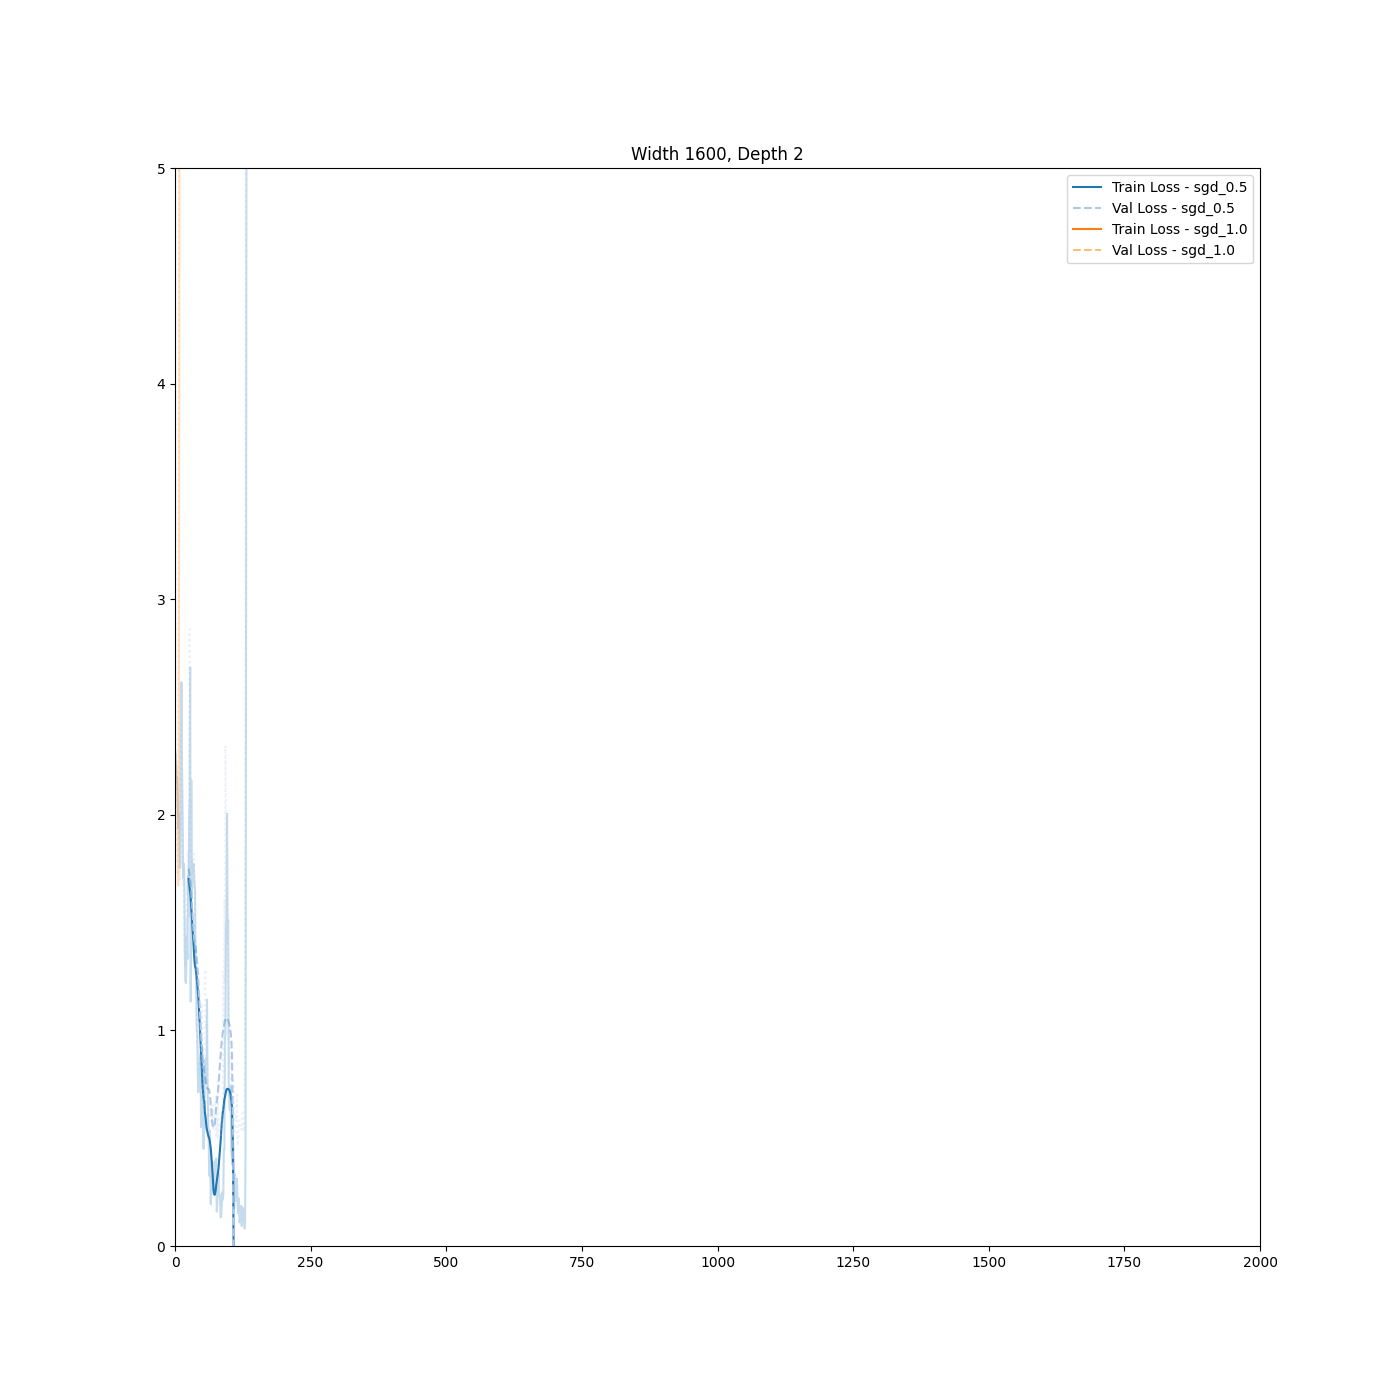 Width 1600, Depth 2
5
4
3
2
1
0
Train Loss - sgd_0.5
Val Loss - sgd_0.5
Train Loss - sgd_1.0
Val Loss - sgd_1.0
0 250 500 750 1000 1250 1500 1750 2000